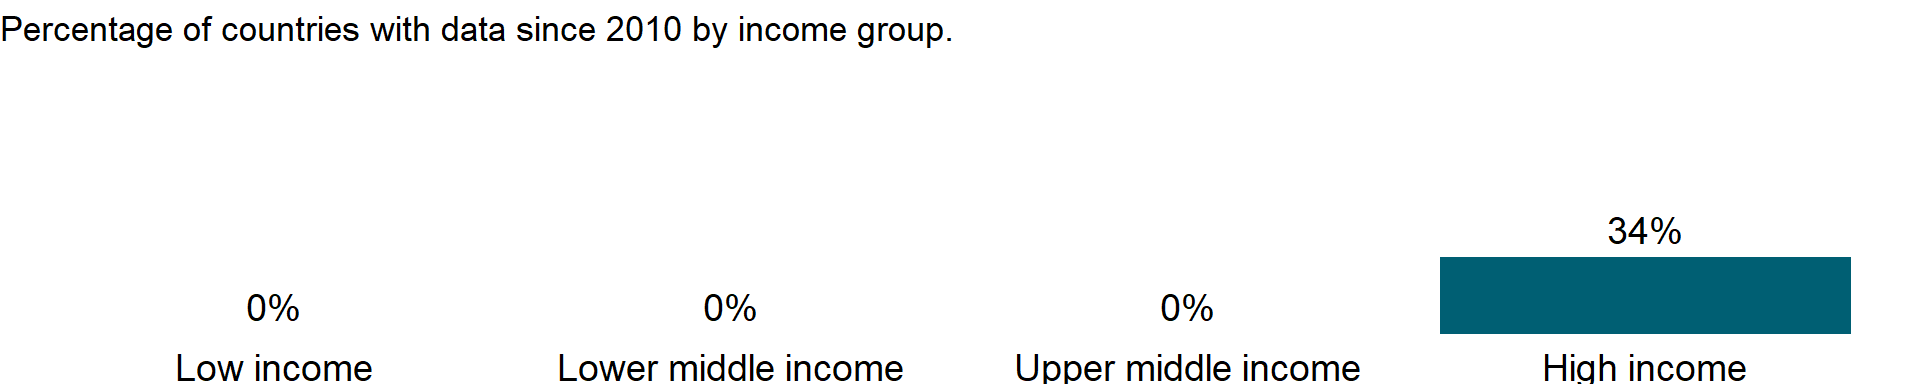 Percentage of countries with data since 2010 by income group.
34%
0% 0% 0%
Low income Lower middle income Upper middle income High income